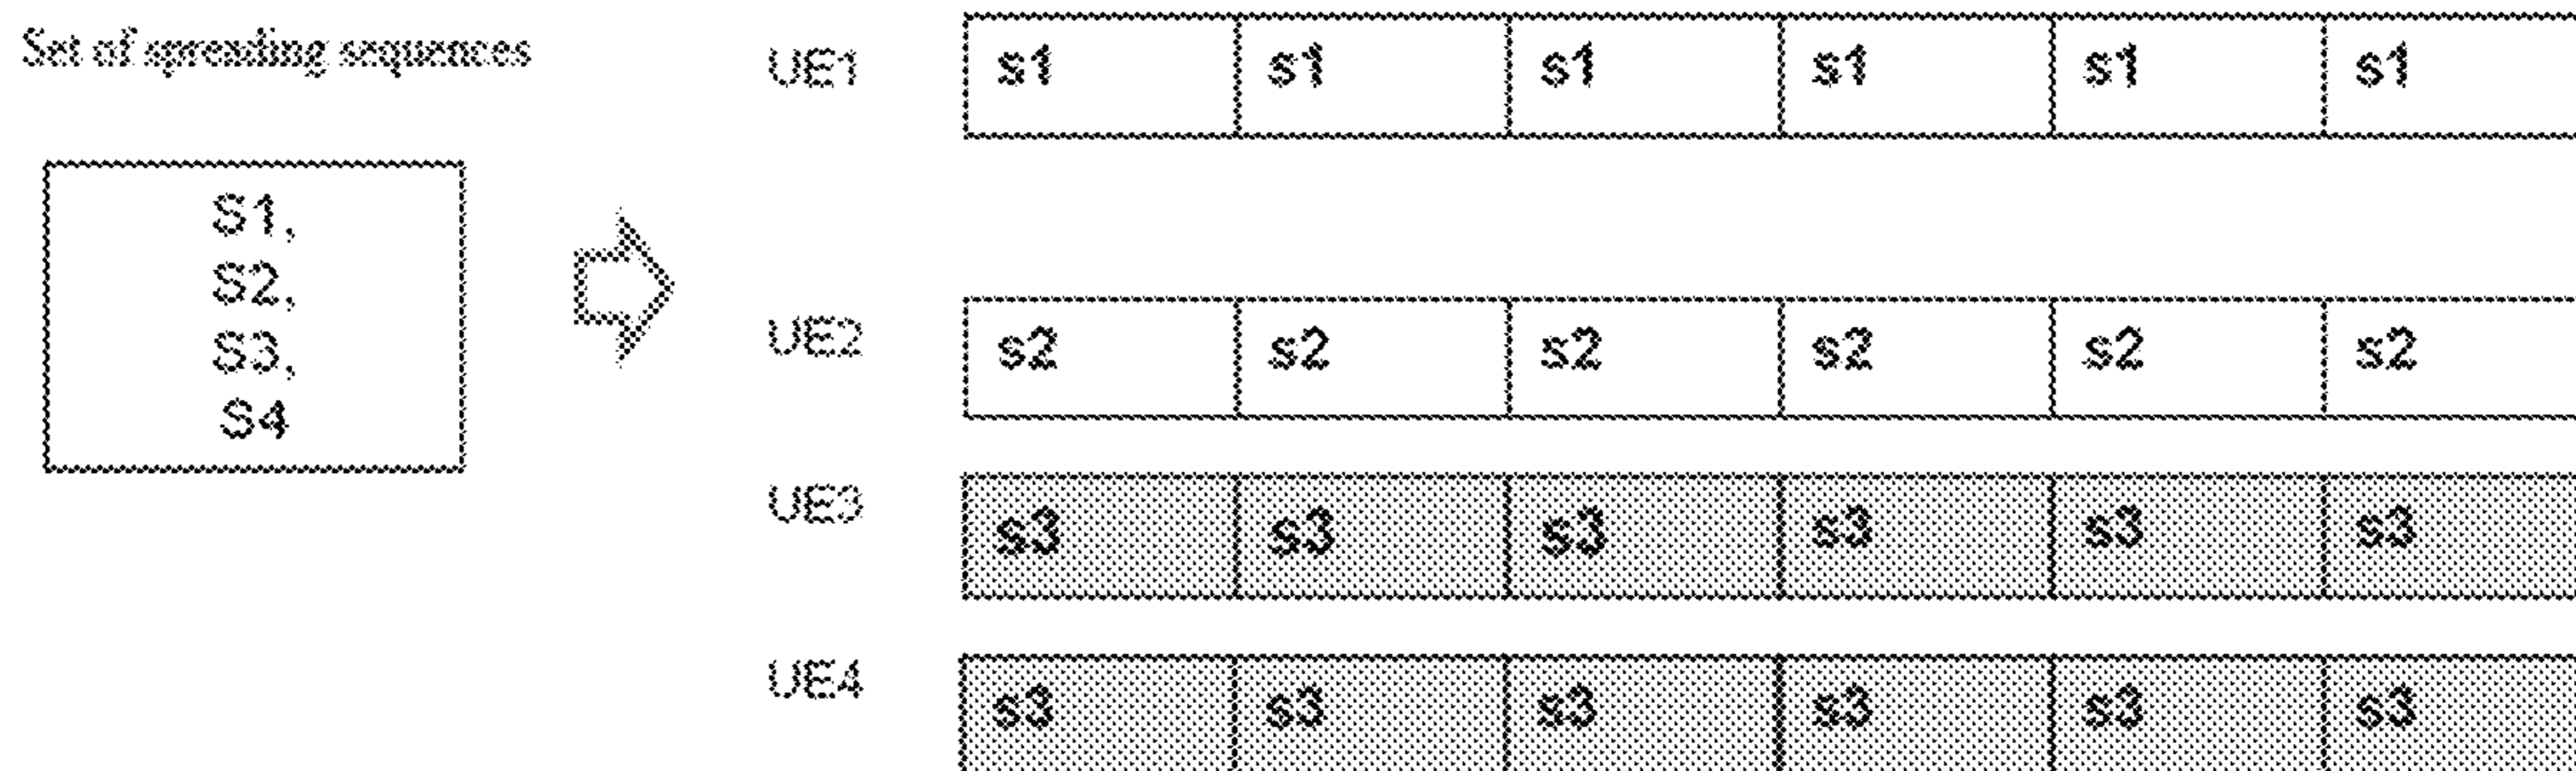 Set of spreading sequences
S1,
S2,
S3,
S4
UE1 s1 s1 s1 s1 s1 s1
UE2 s2 s2 s2 s2 s2 s2
UE3 s3 s3 s3 s3 s3 s3
UE4 s3 s3 s3 s3 s3 s3